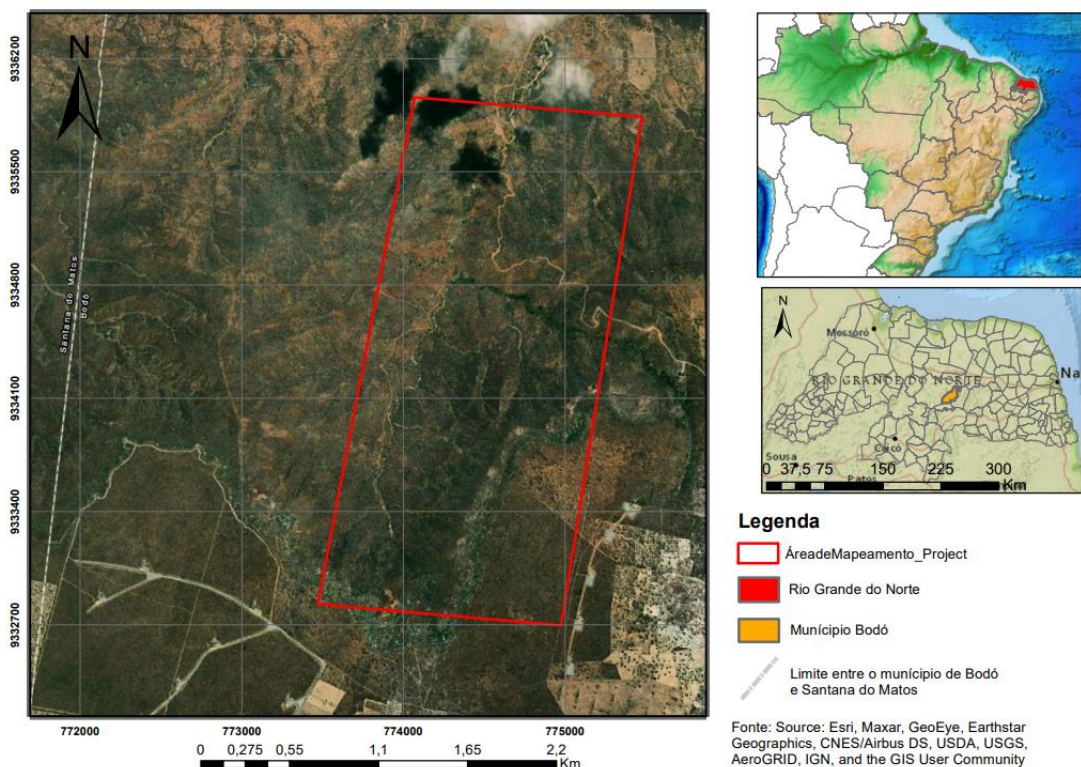 N
9336200
9335500
9334800
9334100
9333400
9332700
Santana do Matos
Bodó
772000
773000
774000
775000
0 0,275 0,55 1,1 1,65 2,2
Km
N
Mossoró
Na
RIO GRANDE DO NORTE
Caicó
Sousa
Patos
0 37,5 75 150 225 300
Km
Legenda
ÁreadeMapeamento_Project
Rio Grande do Norte
Munícipio Bodó
Limite entre o munícipio de Bodó
e Santana do Matos
Fonte: Source: Esri, Maxar, GeoEye, Earthstar
Geographics, CNES/Airbus DS, USDA, USGS,
AeroGRID, IGN, and the GIS User Community